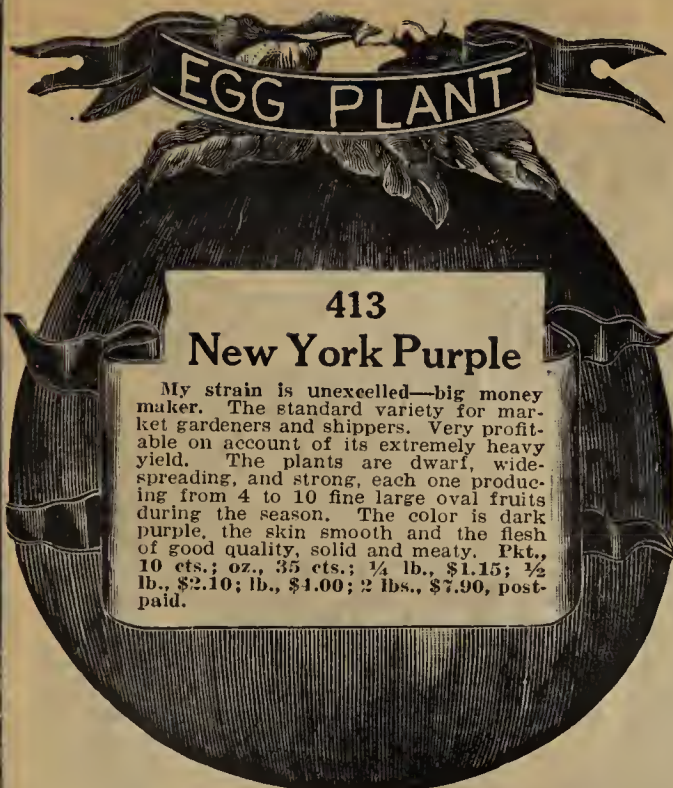 EGG PLANT
413
New York Purple
My strain is unexcelled—big money
maker. The standard variety for mar-
ket gardeners and shippers. Very profit-
able on account of its extremely heavy
yield. The plants are dwarf, wide-
spreading, and strong, each one produc-
ing from 4 to 10 fine large oval fruits
during the season. The color is dark
purple, the skin smooth and the flesh
of good quality, solid and meaty. Pkt.,
10 cts.; oz., 35 cts.; ¼ lb., $1.15; ½
lb., $2.10; lb., $4.00; 2 lbs., $7.90, post-
paid.